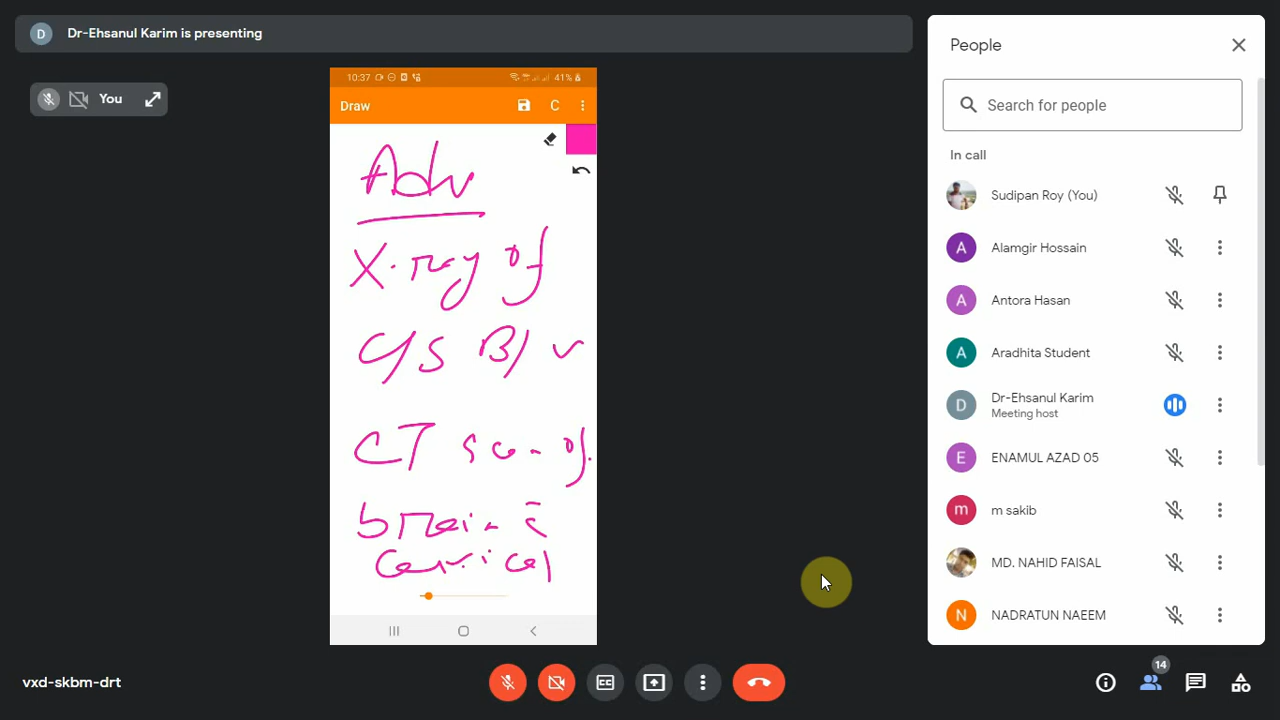 Dr-Ehsanul Karim is presenting
D
You
10:37
41%
Draw
C
Adv
X-ray of
C/S B/v
CT scan of
brain c̄
cervical
People
Search for people
In call
Sudipan Roy (You)
A
Alamgir Hossain
A
Antora Hasan
A
Aradhita Student
D
Dr-Ehsanul Karim
Meeting host
E
ENAMUL AZAD 05
m
m sakib
MD. NAHID FAISAL
N
NADRATUN NAEEM
vxd-skbm-drt
CC
14